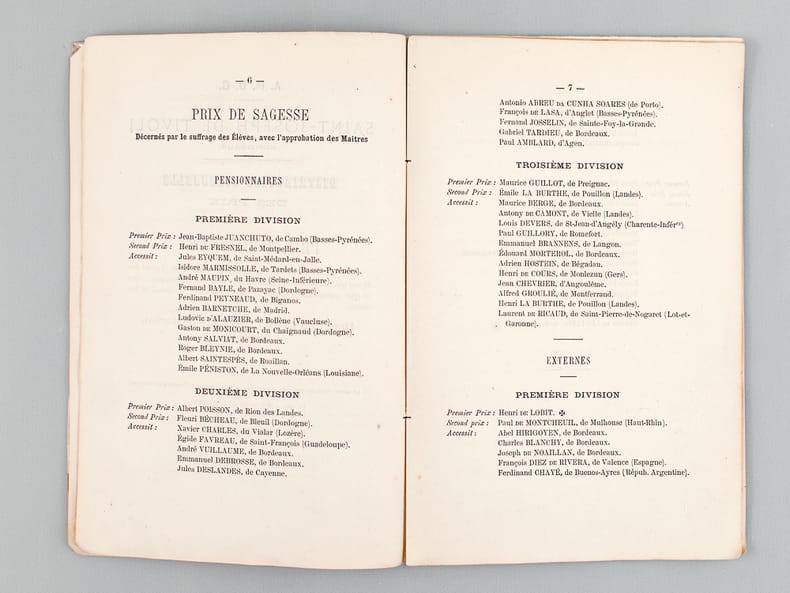 — 6 —
PRIX DE SAGESSE
Décernés par le suffrage des Élèves, avec l'approbation des Maîtres
PENSIONNAIRES
PREMIÈRE DIVISION
Premier Prix : Jean-Baptiste JUANCHUTO, de Cambo (Basses-Pyrénées).
Second Prix : Henri DE FRESNEL, de Montpellier.
Accessit : Jules EYQUEM, de Saint-Médard-en-Jalle.
Isidore MARMISSOLLE, de Tardets (Basses-Pyrénées).
André MAUPIN, du Havre (Seine-Inférieure).
Fernand BAYLE, de Pazayac (Dordogne).
Ferdinand PEYNEAUD, de Biganos.
Adrien BARNETCHE, de Madrid.
Ludovic D'ALAUZIER, de Bollène (Vaucluse).
Gaston DE MONICOURT, du Chaignaud (Dordogne).
Antony SALVIAT, de Bordeaux.
Roger BLEYNIE, de Bordeaux.
Albert SAINTESPÈS, de Roaillan.
Émile PÉNISTON, de La Nouvelle-Orléans (Louisiane).
DEUXIÈME DIVISION
Premier Prix : Albert POISSON, de Rion des Landes.
Second Prix : Fleuri BÉCHEAU, de Bleuil (Dordogne).
Accessit : Xavier CHARLES, du Vialar (Lozère).
Égide FAVREAU, de Saint-François (Guadeloupe).
André VUILLAUME, de Bordeaux.
Emmanuel DEBROSSE, de Bordeaux.
Jules DESLANDES, de Cayenne.
— 7 —
Antonio ABREU DA CUNHA SOARES (de Porto).
François DE LASA, d'Anglet (Basses-Pyrénées).
Fernand JOSSELIN, de Sainte-Foy-la-Grande.
Gabriel TARDIEU, de Bordeaux.
Paul AMBLARD, d'Agen.
TROISIÈME DIVISION
Premier Prix : Maurice GUILLOT, de Preignac.
Second Prix : Émile LA BURTHE, de Pouillon (Landes).
Accessit : Maurice BERGE, de Bordeaux.
Antony DE CAMONT, de Vielle (Landes).
Louis DEVERS, de St-Jean-d'Angély (Charente-Inférre).
Paul GUILLORY, de Romefort.
Emmanuel BRANNENS, de Langon.
Édouard MORTEROL, de Bordeaux.
Adrien HOSTEIN, de Bégadan.
Henri DE COURS, de Monlezun (Gers).
Jean CHEVRIER, d'Angoulême.
Alfred GROULIÉ, de Montferrand.
Henri LA BURTHE, de Pouillon (Landes).
Laurent DE RICAUD, de Saint-Pierre-de-Nogaret (Lot-et-
Garonne).
EXTERNES
PREMIÈRE DIVISION
Premier Prix : Henri DE LOBIT. ✠
Second prix : Paul DE MONTCHEUIL, de Mulhouse (Haut-Rhin).
Accessit : Abel HIRIGOYEN, de Bordeaux.
Charles BLANCHY, de Bordeaux.
Joseph DE NOAILLAN, de Bordeaux.
François DIEZ DE RIVERA, de Valence (Espagne).
Ferdinand CHAYÉ, de Buenos-Ayres (Répub. Argentine).